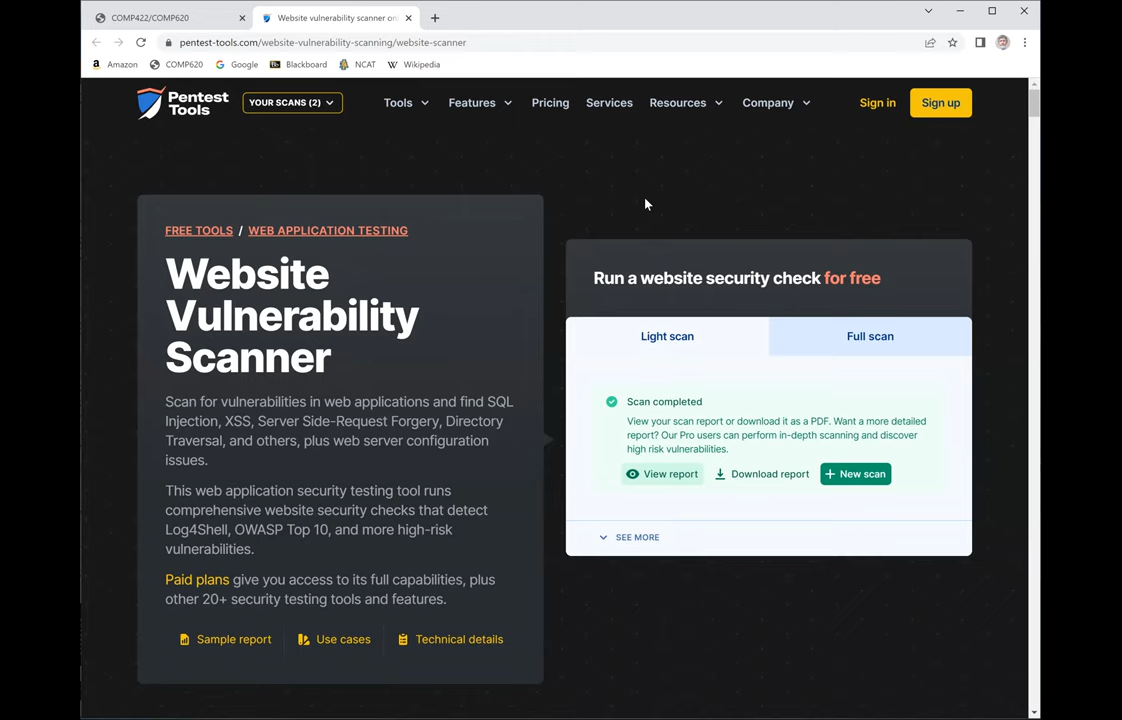 COMP422/COMP620
Website vulnerability scanner on
pentest-tools.com/website-vulnerability-scanning/website-scanner
Amazon COMP620 Google Blackboard NCAT Wikipedia
Pentest
Tools
YOUR SCANS (2) Tools Features Pricing Services Resources Company Sign in Sign up
FREE TOOLS / WEB APPLICATION TESTING
Website
Vulnerability
Scanner
Scan for vulnerabilities in web applications and find SQL
Injection, XSS, Server Side-Request Forgery, Directory
Traversal, and others, plus web server configuration
issues.
This web application security testing tool runs
comprehensive website security checks that detect
Log4Shell, OWASP Top 10, and more high-risk
vulnerabilities.
Paid plans give you access to its full capabilities, plus
other 20+ security testing tools and features.
Sample report Use cases Technical details
Run a website security check for free
Light scan Full scan
Scan completed
View your scan report or download it as a PDF. Want a more detailed
report? Our Pro users can perform in-depth scanning and discover
high risk vulnerabilities.
View report Download report + New scan
SEE MORE